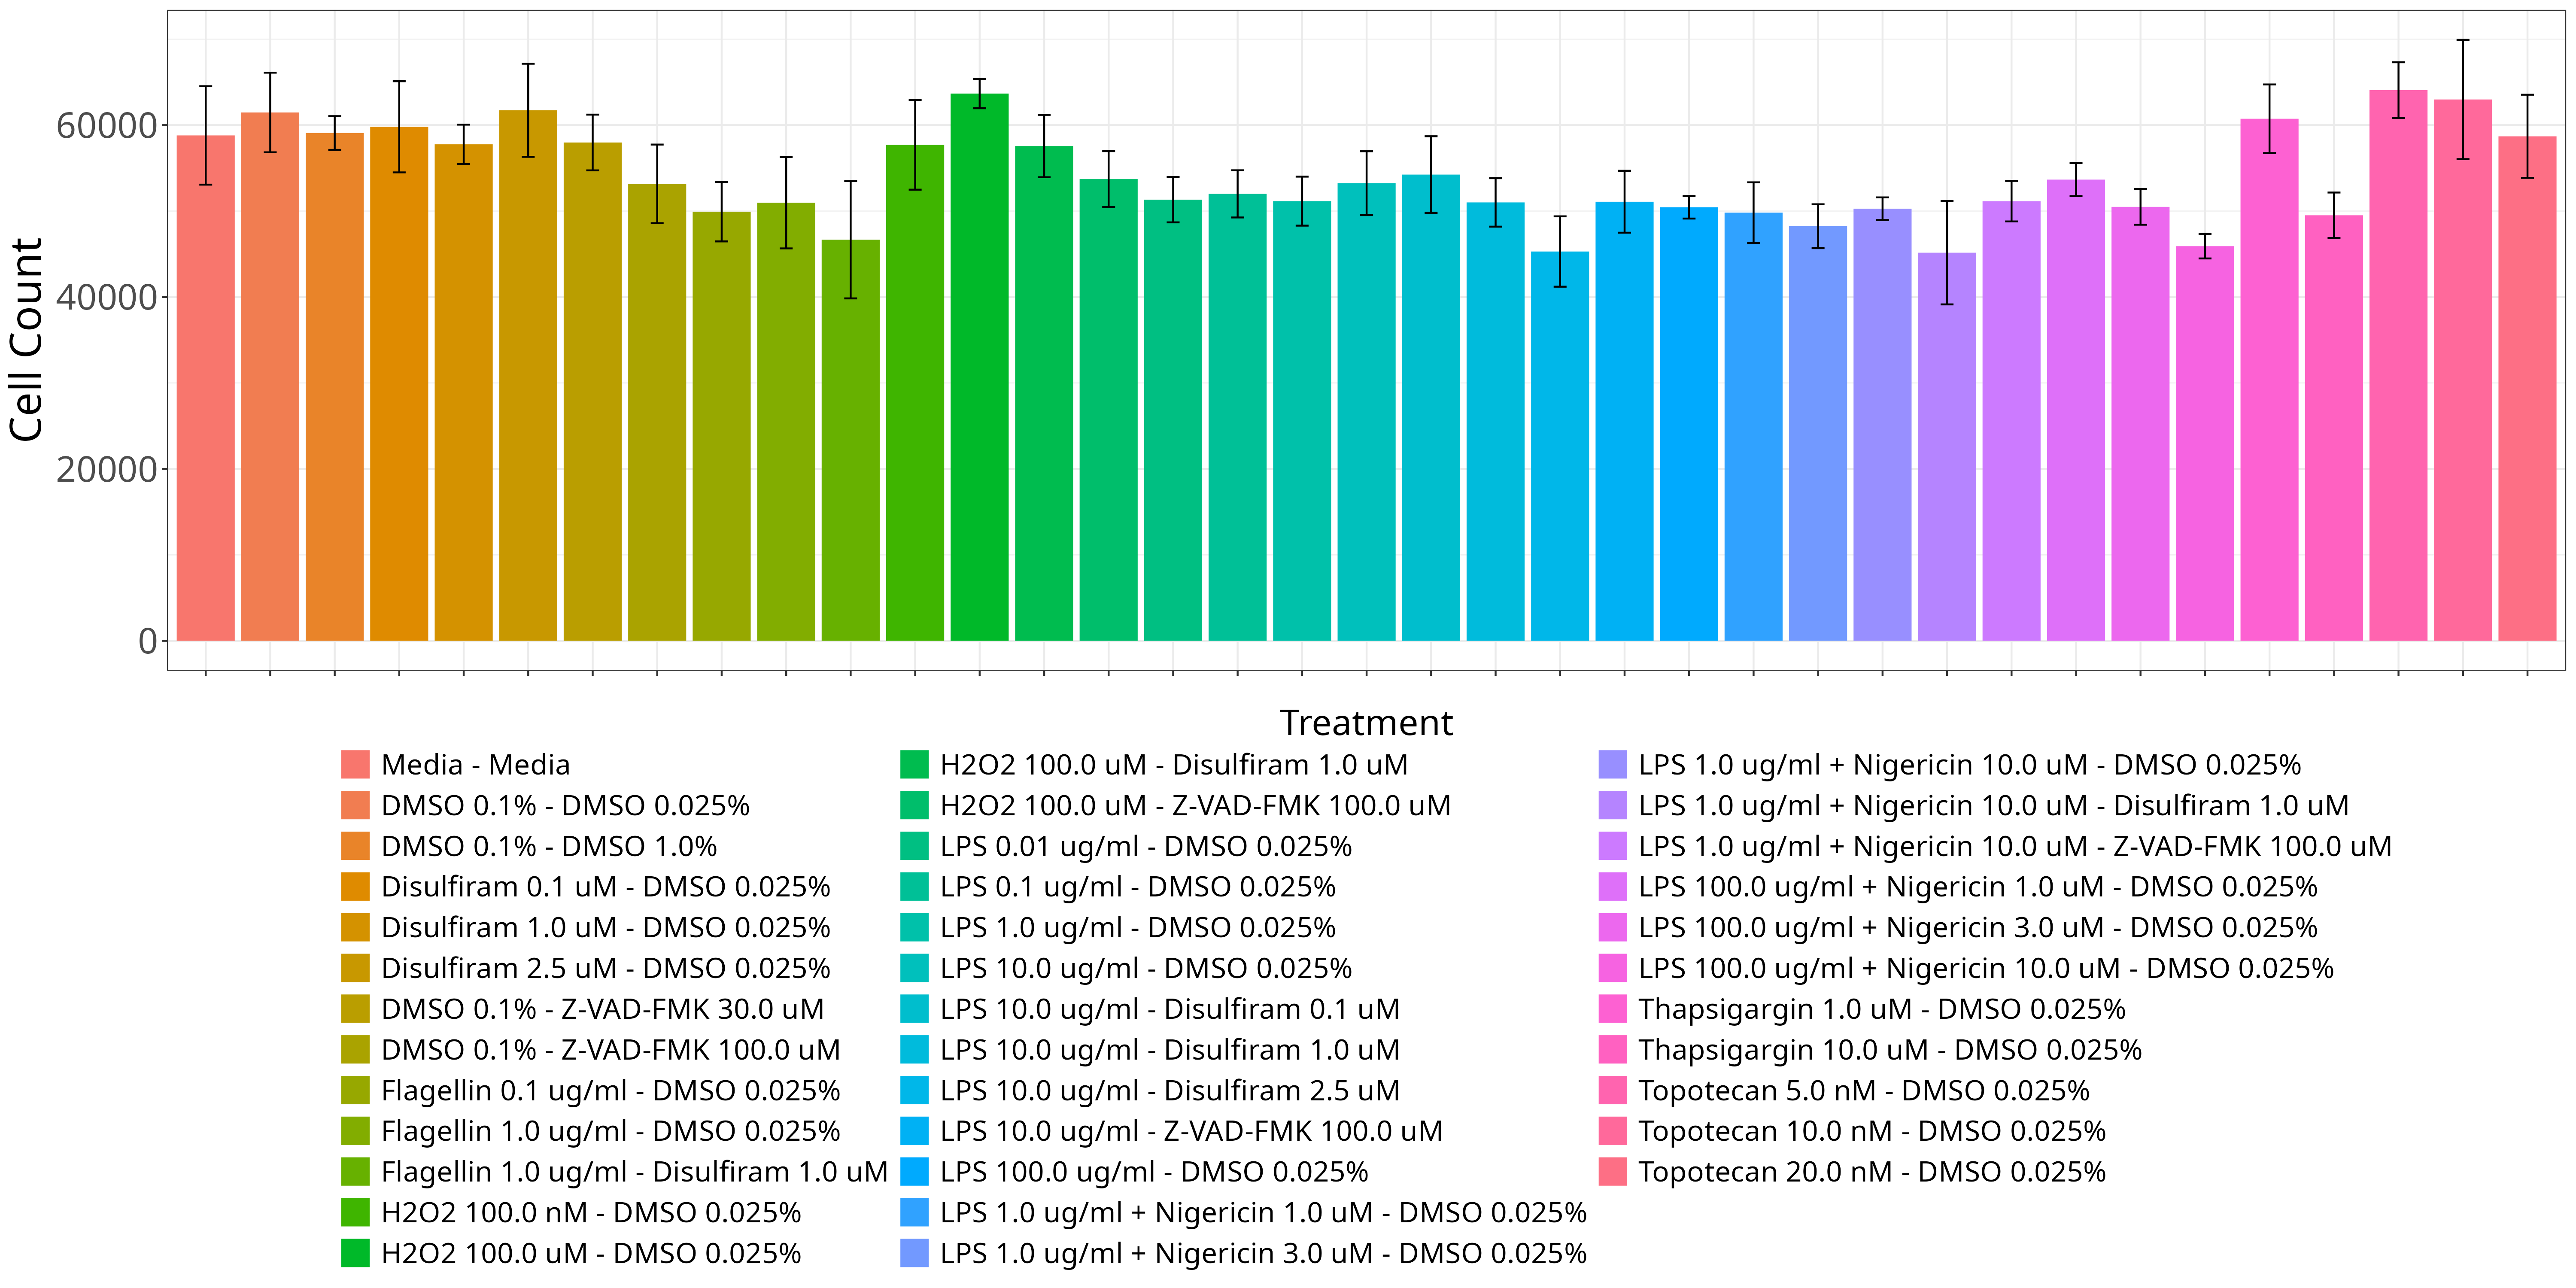 Cell Count
60000
40000
20000
0
Treatment
Media - Media
DMSO 0.1% - DMSO 0.025%
DMSO 0.1% - DMSO 1.0%
Disulfiram 0.1 uM - DMSO 0.025%
Disulfiram 1.0 uM - DMSO 0.025%
Disulfiram 2.5 uM - DMSO 0.025%
DMSO 0.1% - Z-VAD-FMK 30.0 uM
DMSO 0.1% - Z-VAD-FMK 100.0 uM
Flagellin 0.1 ug/ml - DMSO 0.025%
Flagellin 1.0 ug/ml - DMSO 0.025%
Flagellin 1.0 ug/ml - Disulfiram 1.0 uM
H2O2 100.0 nM - DMSO 0.025%
H2O2 100.0 uM - DMSO 0.025%
H2O2 100.0 uM - Disulfiram 1.0 uM
H2O2 100.0 uM - Z-VAD-FMK 100.0 uM
LPS 0.01 ug/ml - DMSO 0.025%
LPS 0.1 ug/ml - DMSO 0.025%
LPS 1.0 ug/ml - DMSO 0.025%
LPS 10.0 ug/ml - DMSO 0.025%
LPS 10.0 ug/ml - Disulfiram 0.1 uM
LPS 10.0 ug/ml - Disulfiram 1.0 uM
LPS 10.0 ug/ml - Disulfiram 2.5 uM
LPS 10.0 ug/ml - Z-VAD-FMK 100.0 uM
LPS 100.0 ug/ml - DMSO 0.025%
LPS 1.0 ug/ml + Nigericin 1.0 uM - DMSO 0.025%
LPS 1.0 ug/ml + Nigericin 3.0 uM - DMSO 0.025%
LPS 1.0 ug/ml + Nigericin 10.0 uM - DMSO 0.025%
LPS 1.0 ug/ml + Nigericin 10.0 uM - Disulfiram 1.0 uM
LPS 1.0 ug/ml + Nigericin 10.0 uM - Z-VAD-FMK 100.0 uM
LPS 100.0 ug/ml + Nigericin 1.0 uM - DMSO 0.025%
LPS 100.0 ug/ml + Nigericin 3.0 uM - DMSO 0.025%
LPS 100.0 ug/ml + Nigericin 10.0 uM - DMSO 0.025%
Thapsigargin 1.0 uM - DMSO 0.025%
Thapsigargin 10.0 uM - DMSO 0.025%
Topotecan 5.0 nM - DMSO 0.025%
Topotecan 10.0 nM - DMSO 0.025%
Topotecan 20.0 nM - DMSO 0.025%